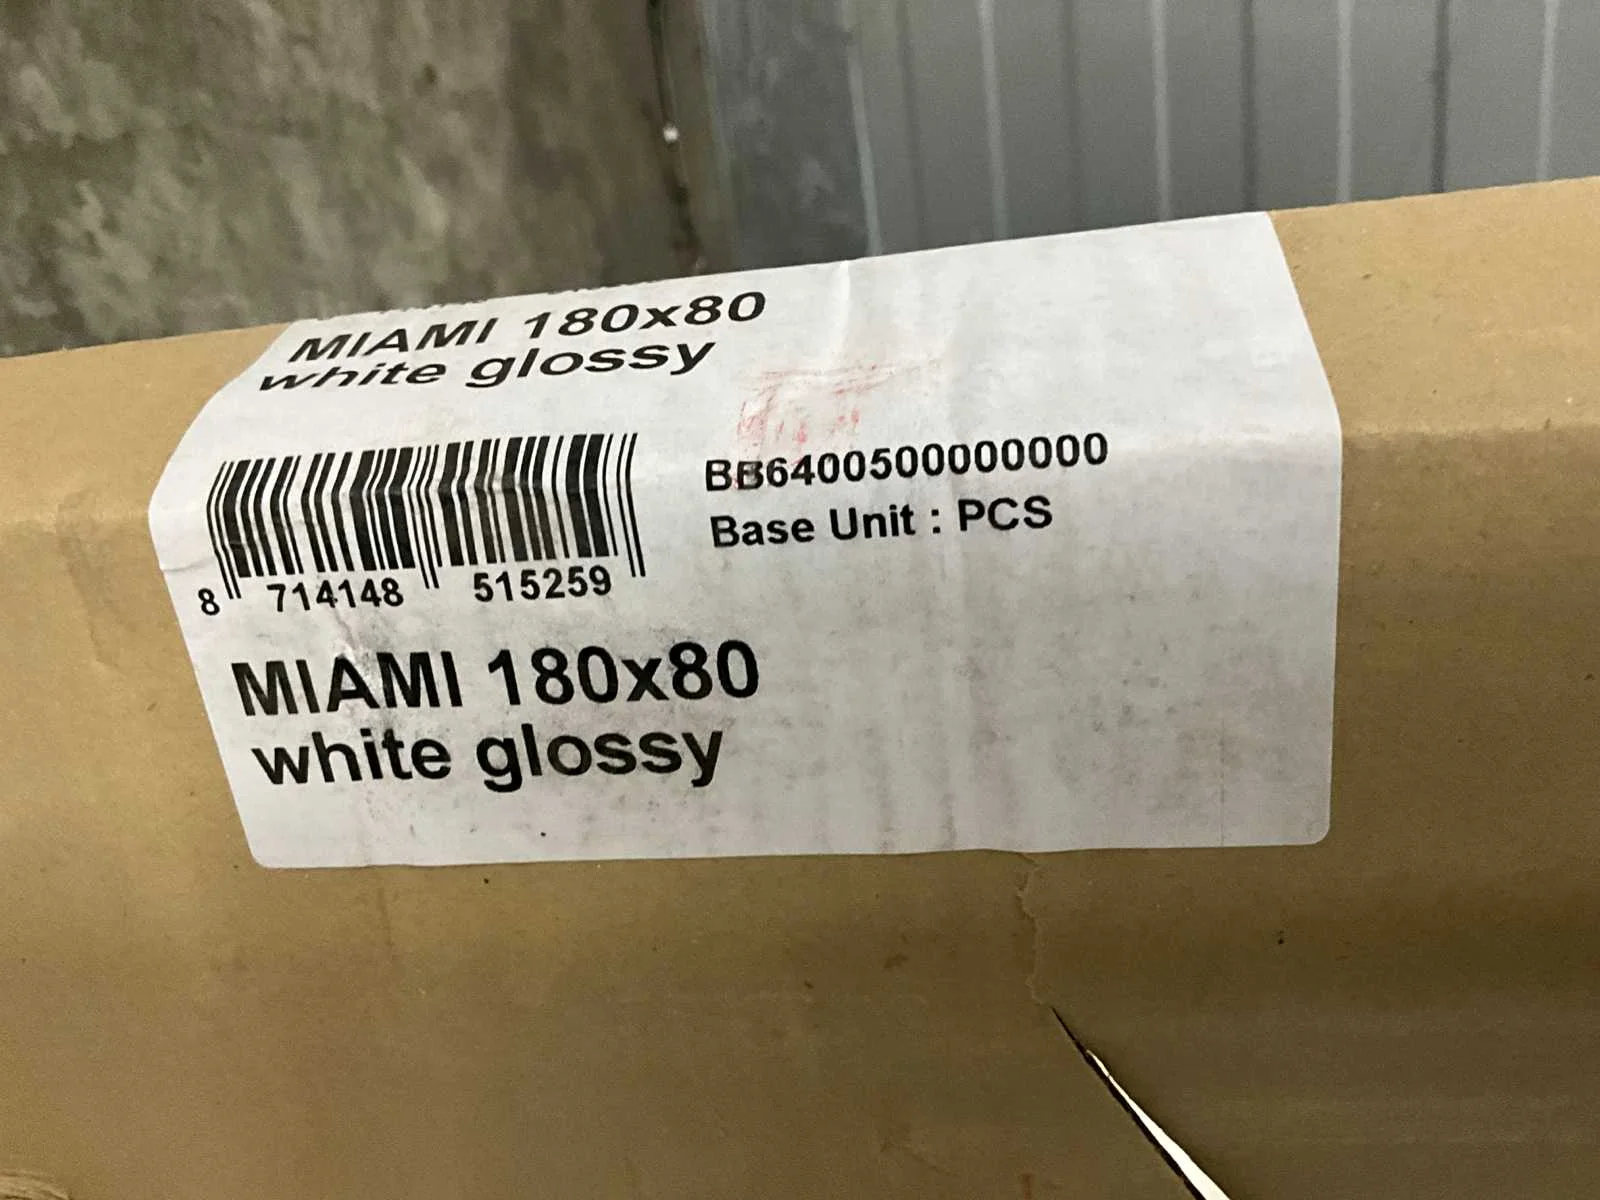 MIAMI 180x80
white glossy
BB6400500000000
Base Unit : PCS
8 714148 515259
MIAMI 180x80
white glossy